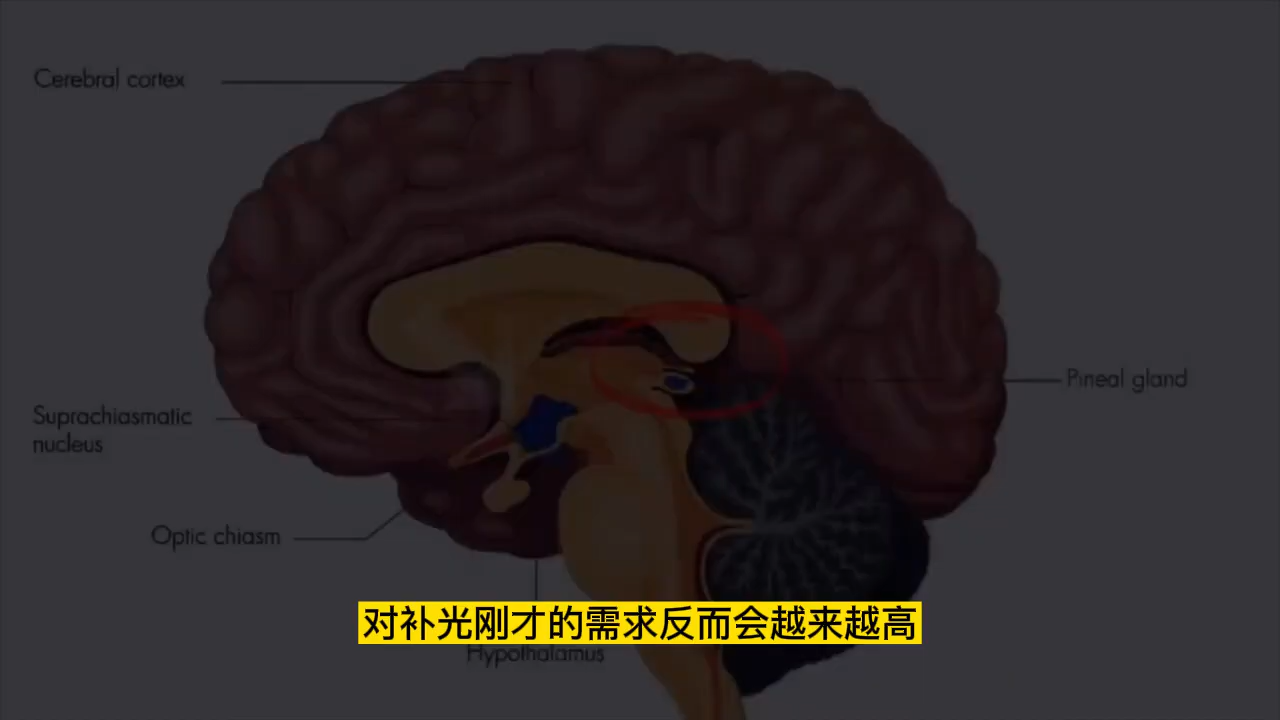 Cerebral cortex
Pineal gland
Suprachiasmatic
nucleus
Optic chiasm
对补光刚才的需求反而会越来越高
Hypothalamus